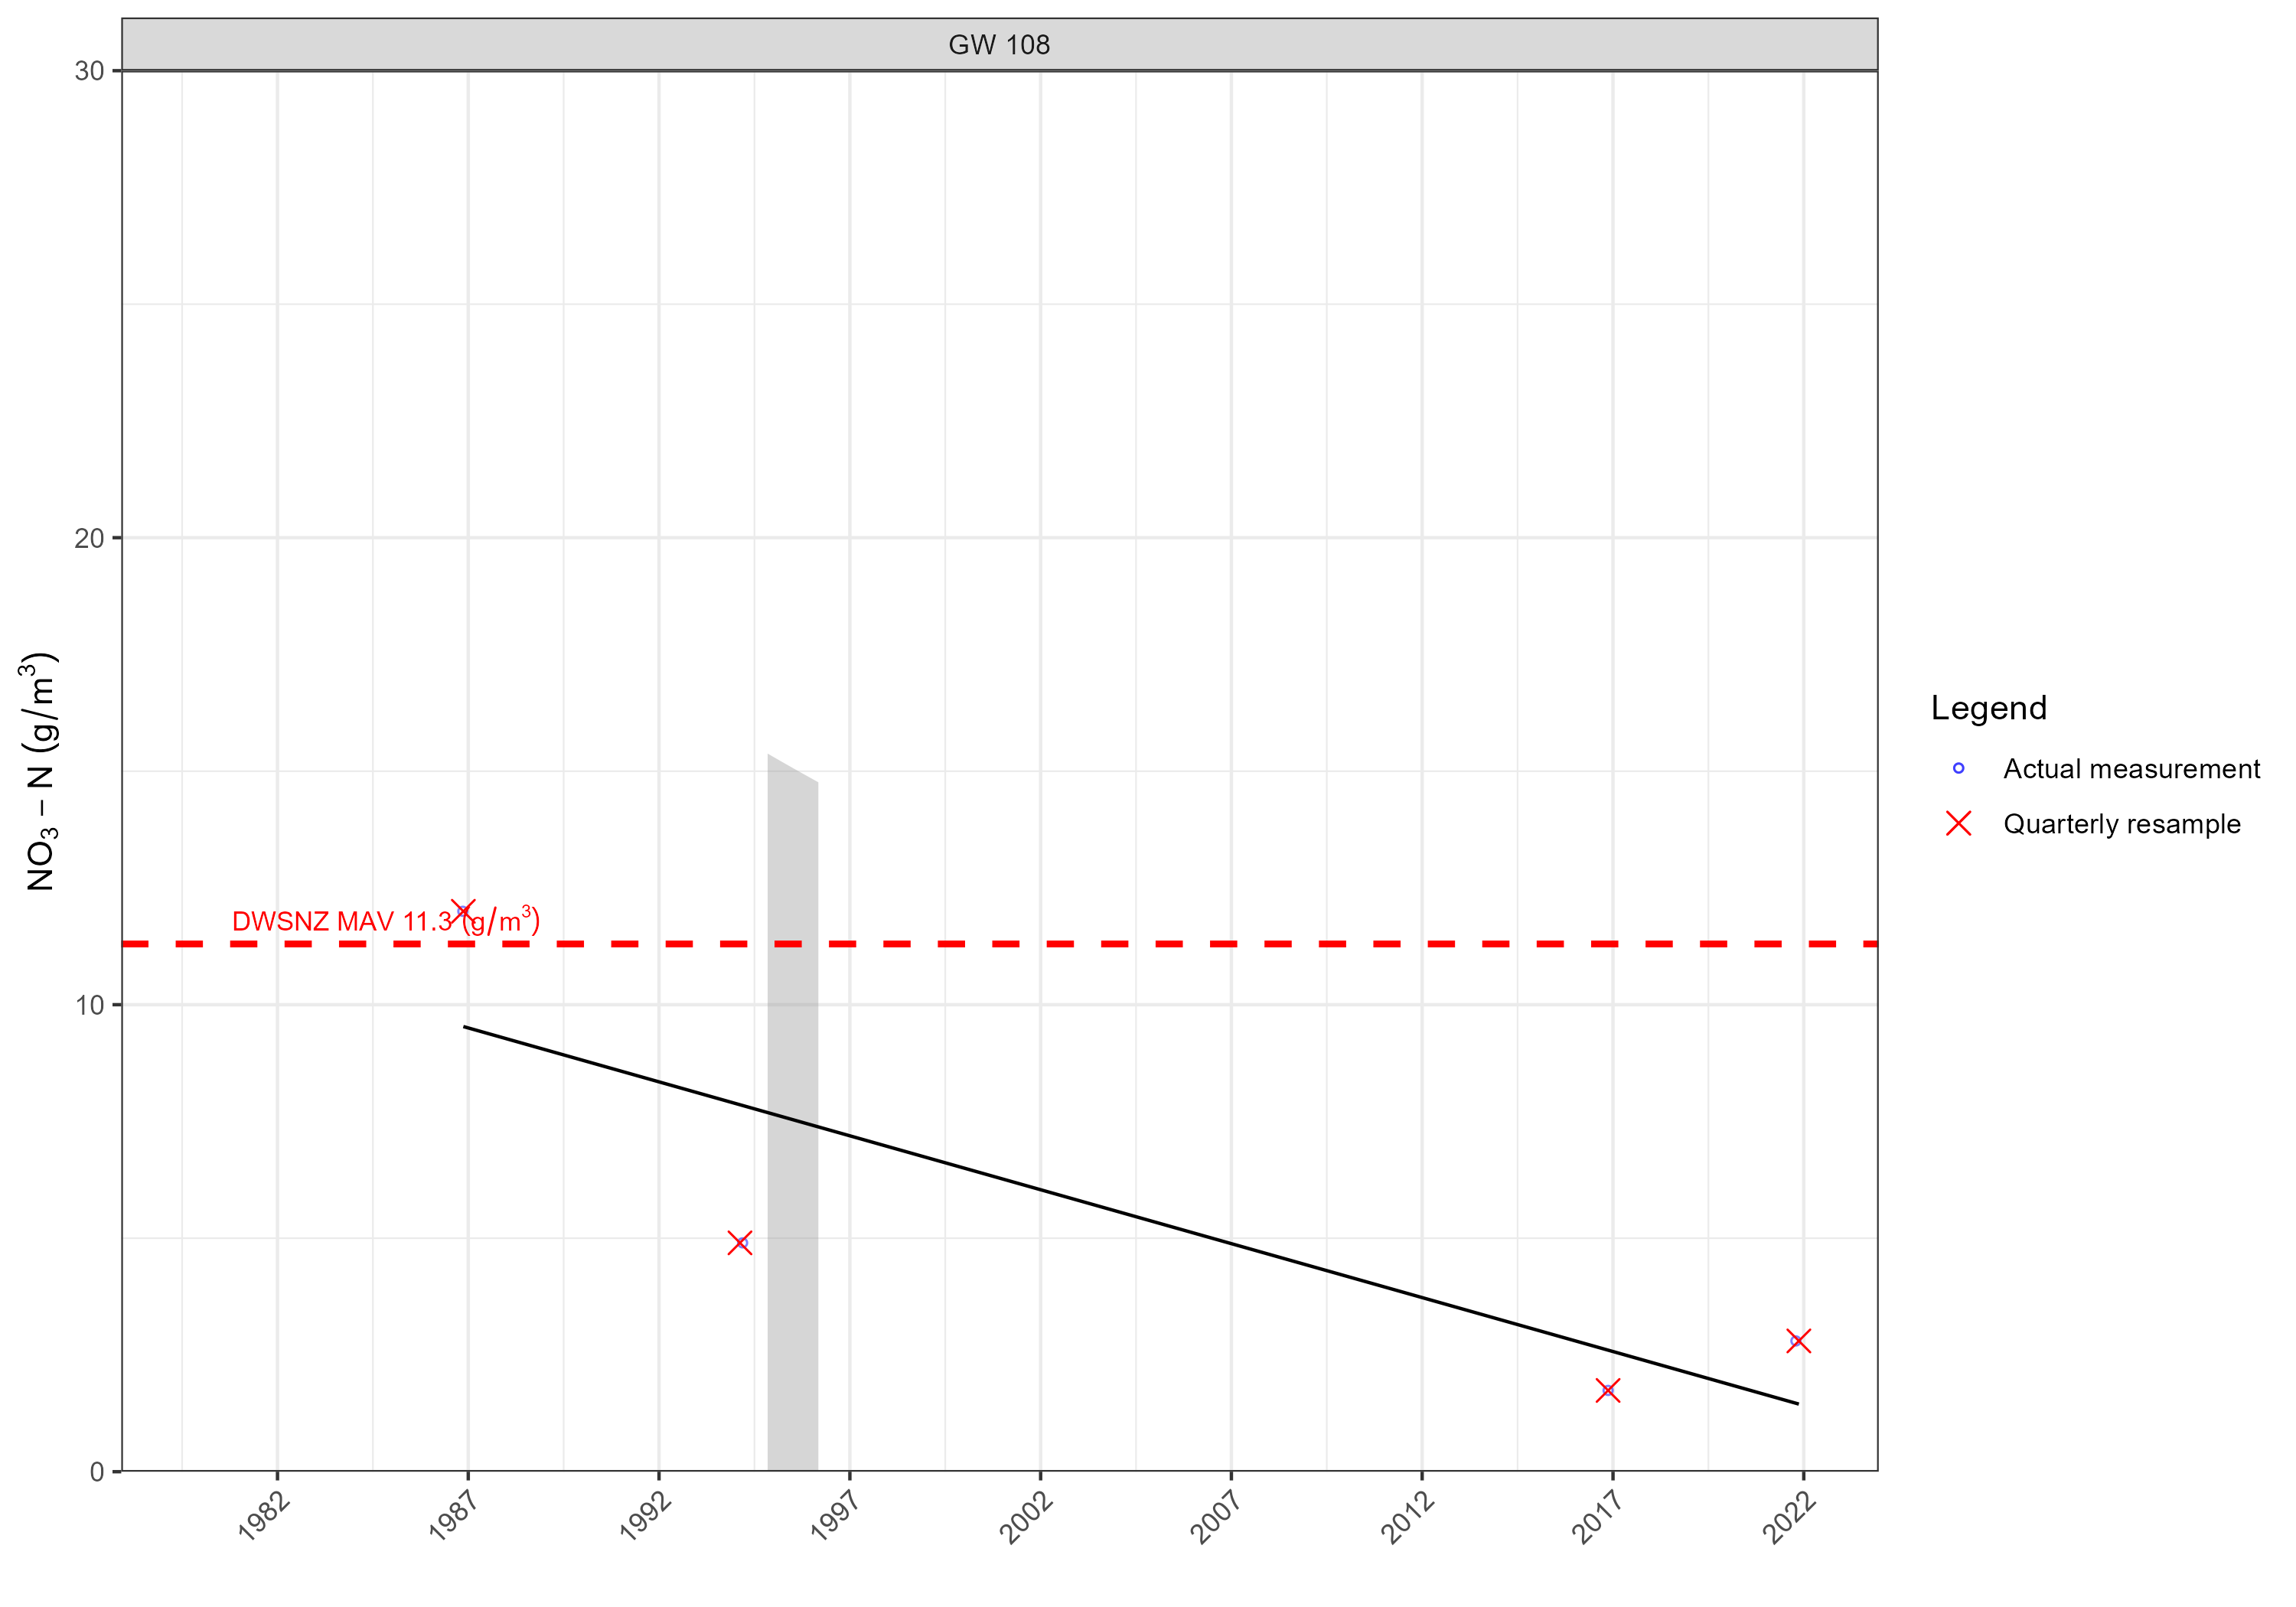 GW 108
30
20
10
0
NO₃ – N (g/m³)
DWSNZ MAV 11.3 (g/m³)
1982
1987
1992
1997
2002
2007
2012
2017
2022
Legend
Actual measurement
Quarterly resample